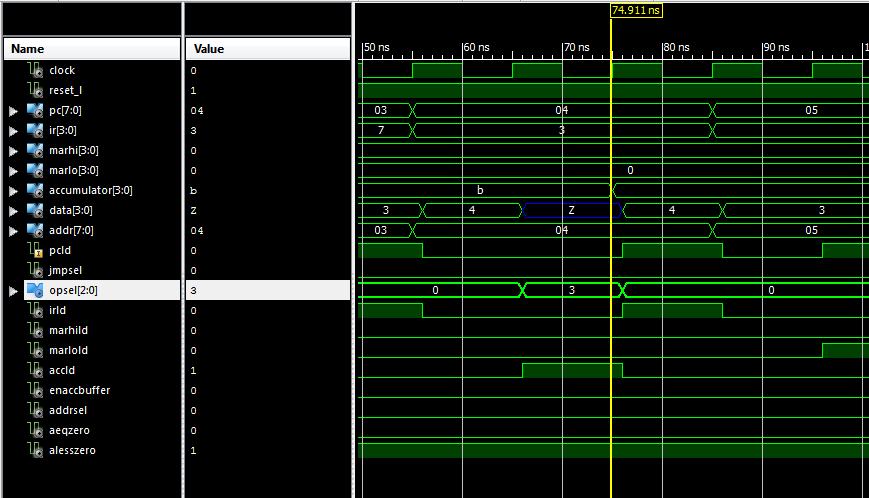 74.911 ns
Name Value
50 ns 60 ns 70 ns 80 ns 90 ns 1
clock 0
reset_l 1
pc[7:0] 04 03 04 05
ir[3:0] 3 7 3
marhi[3:0] 0
marlo[3:0] 0 0
accumulator[3:0] b b
data[3:0] Z 3 4 Z 4 3
addr[7:0] 04 03 04 05
pcld 0
jmpsel 0
opsel[2:0] 3 0 3 0
irld 0
marhild 0
marlold 0
accld 1
enaccbuffer 0
addrsel 0
aeqzero 0
alesszero 1